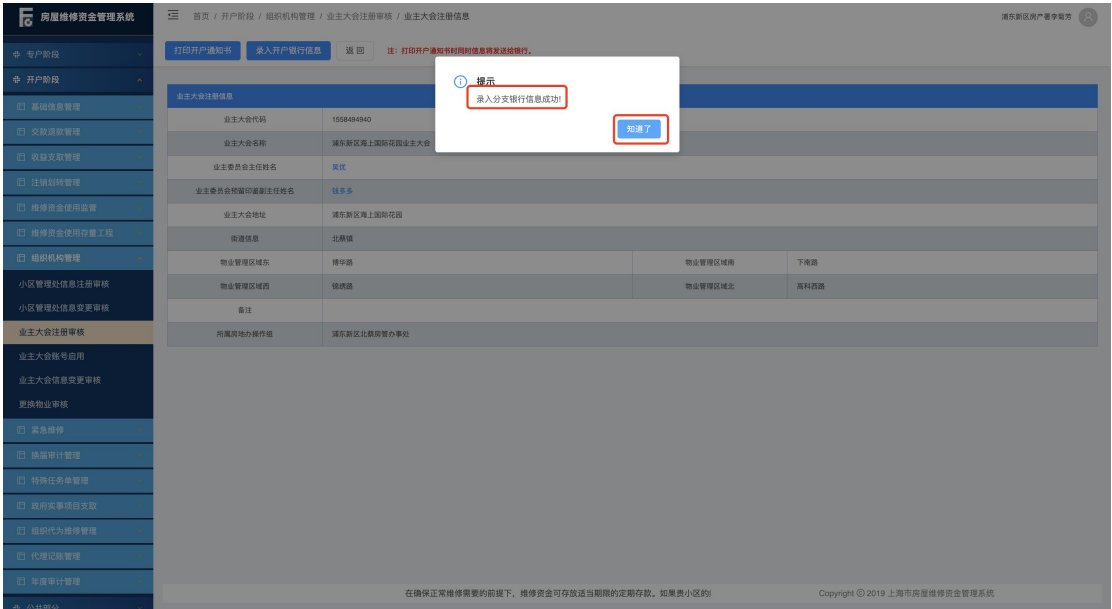 房屋维修资金管理系统
首页 / 开户阶段 / 组织机构管理 / 业主大会注册审核 / 业主大会注册信息
浦东新区房产署李菊芳
打印开户通知书
录入开户银行信息
返 回
注：打印开户通知书时同时信息将发送给银行。
提示
录入分支银行信息成功!
知道了
专户阶段
开户阶段
基础信息管理
交款退款管理
收益支取管理
注销划转管理
维修资金使用监管
维修资金使用存量工程
组织机构管理
小区管理处信息注册审核
小区管理处信息变更审核
业主大会注册审核
业主大会账号启用
业主大会信息变更审核
更换物业审核
紧急维修
换届审计管理
特殊任务单管理
政府实事项目支取
组织代为维修管理
代理记账管理
年度审计管理
公共部分
业主大会注册信息
业主大会代码 1558494940
业主大会名称 浦东新区海上国际花园业主大会
业主委员会主任姓名 吴优
业主委员会预留印鉴副主任姓名 钱多多
业主大会地址 浦东新区海上国际花园
街道信息 北蔡镇
物业管理区域东 博华路 物业管理区域南 下南路
物业管理区域西 锦绣路 物业管理区域北 高科西路
备注
所属房地办操作组 浦东新区北蔡房管办事处
在确保正常维修需要的前提下，维修资金可存放适当期限的定期存款。如果贵小区的!
Copyright © 2019 上海市房屋维修资金管理系统